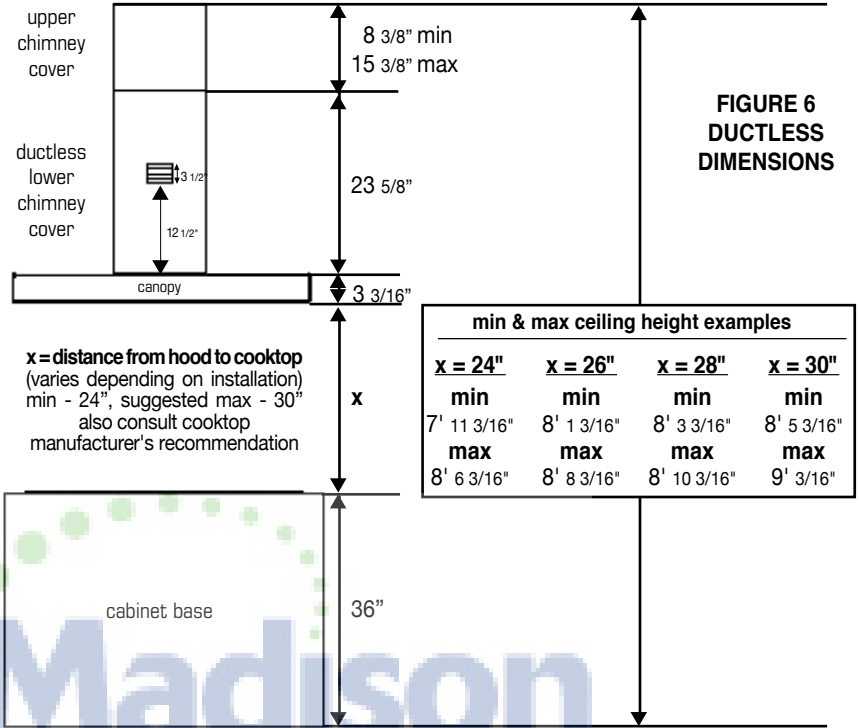 upper
chimney
cover
8 3/8” min
15 3/8” max
FIGURE 6
DUCTLESS
DIMENSIONS
ductless
lower
chimney
cover
3 1/2"
23 5/8”
12 1/2"
canopy
3 3/16”
min & max ceiling height examples
x = 24" x = 26" x = 28" x = 30"
min min min min
7' 11 3/16" 8' 1 3/16" 8' 3 3/16" 8' 5 3/16"
max max max max
8' 6 3/16" 8' 8 3/16" 8' 10 3/16" 9' 3/16"
x = distance from hood to cooktop
(varies depending on installation)
min - 24”, suggested max - 30”
also consult cooktop
manufacturer's recommendation
x
cabinet base
36”
Madison